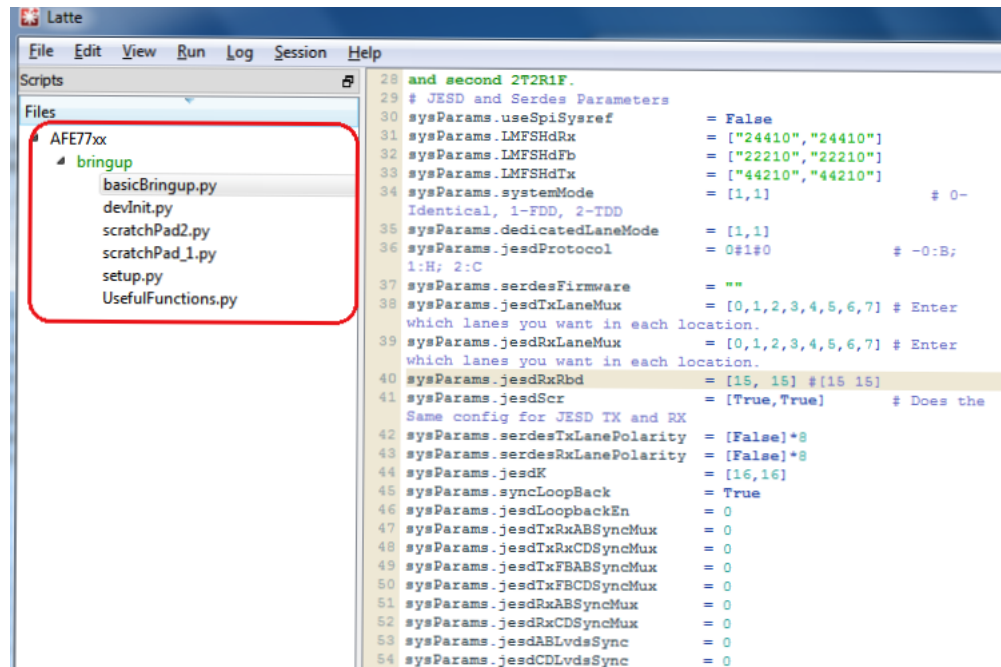 Latte
File Edit View Run Log Session Help
Scripts
Files
AFE77xx
bringup
basicBringup.py
devInit.py
scratchPad2.py
scratchPad_1.py
setup.py
UsefulFunctions.py
28 and second 2T2R1F.
29 # JESD and Serdes Parameters
30 sysParams.useSpiSysref = False
31 sysParams.LMFSHdRx = ["24410","24410"]
32 sysParams.LMFSHdFb = ["22210","22210"]
33 sysParams.LMFSHdTx = ["44210","44210"]
34 sysParams.systemMode = [1,1] # 0-
Identical, 1-FDD, 2-TDD
35 sysParams.dedicatedLaneMode = [1,1]
36 sysParams.jesdProtocol = 0#1#0 # -0:B;
1:H; 2:C
37 sysParams.serdesFirmware = ""
38 sysParams.jesdTxLaneMux = [0,1,2,3,4,5,6,7] # Enter
which lanes you want in each location.
39 sysParams.jesdRxLaneMux = [0,1,2,3,4,5,6,7] # Enter
which lanes you want in each location.
40 sysParams.jesdRxRbd = [15, 15] #[15 15]
41 sysParams.jesdScr = [True,True] # Does the
Same config for JESD TX and RX
42 sysParams.serdesTxLanePolarity = [False]*8
43 sysParams.serdesRxLanePolarity = [False]*8
44 sysParams.jesdK = [16,16]
45 sysParams.syncLoopBack = True
46 sysParams.jesdLoopbackEn = 0
47 sysParams.jesdTxRxABSyncMux = 0
48 sysParams.jesdTxRxCDSyncMux = 0
49 sysParams.jesdTxFBABSyncMux = 0
50 sysParams.jesdTxFBCDSyncMux = 0
51 sysParams.jesdRxABSyncMux = 0
52 sysParams.jesdRxCDSyncMux = 0
53 sysParams.jesdABLvdsSync = 0
54 sysParams.jesdCDLvdsSync = 0